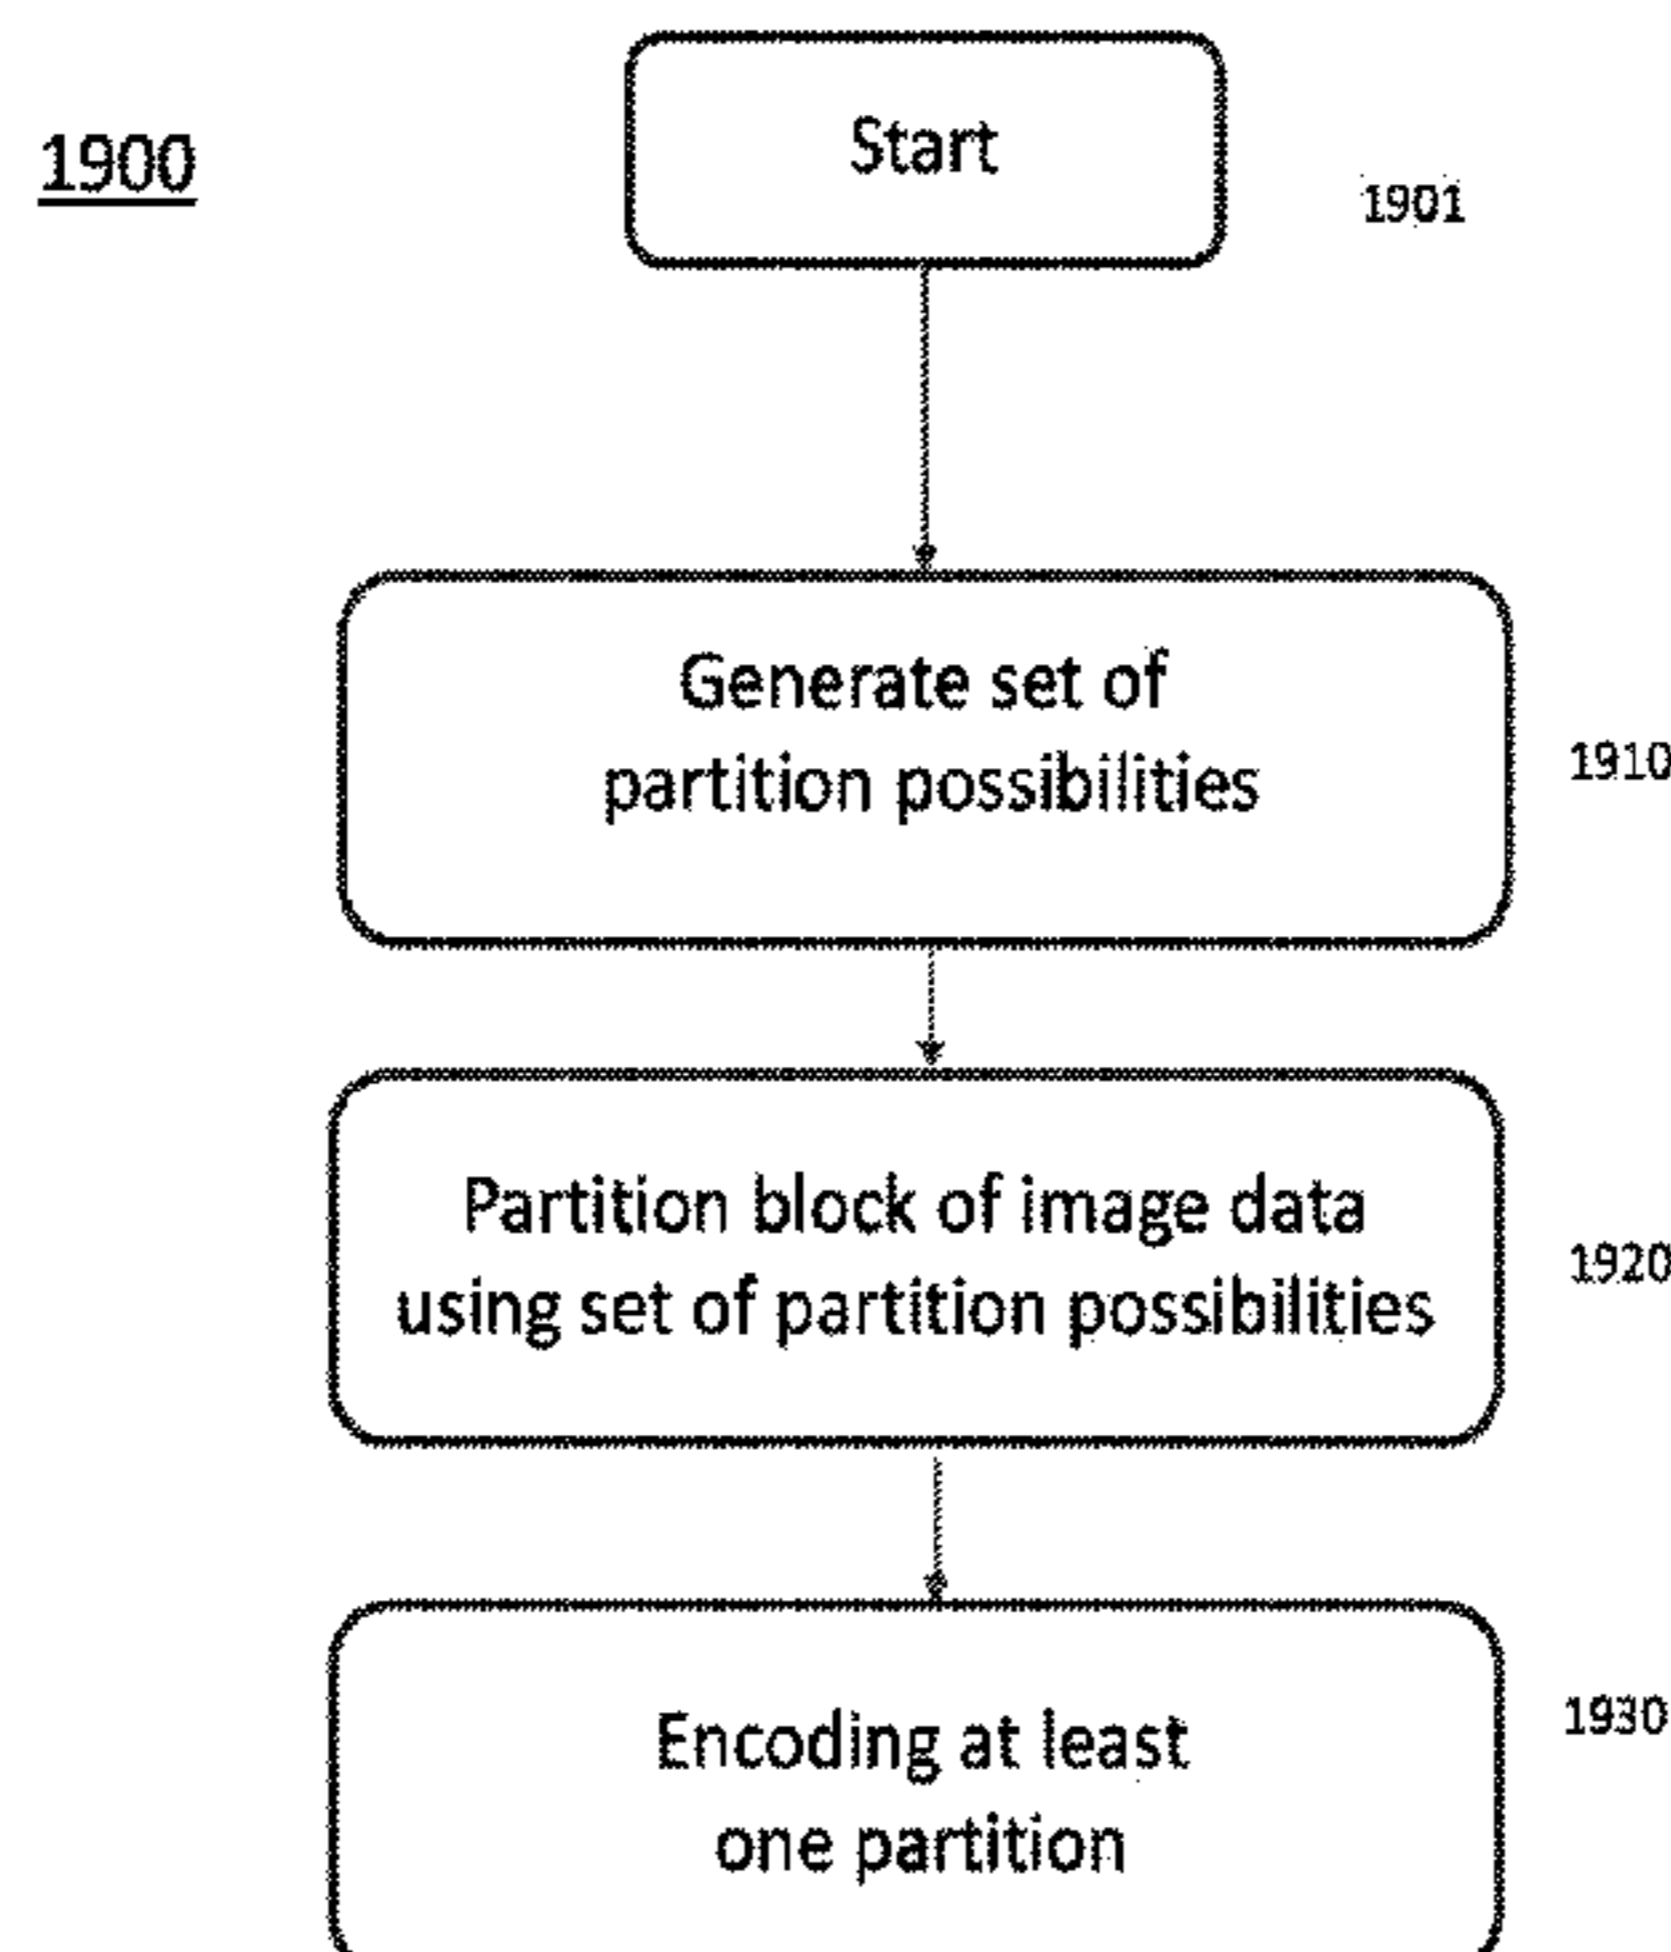 1900
Start
1901
Generate set of
partition possibilities
1910
Partition block of image data
using set of partition possibilities
1920
Encoding at least
one partition
1930